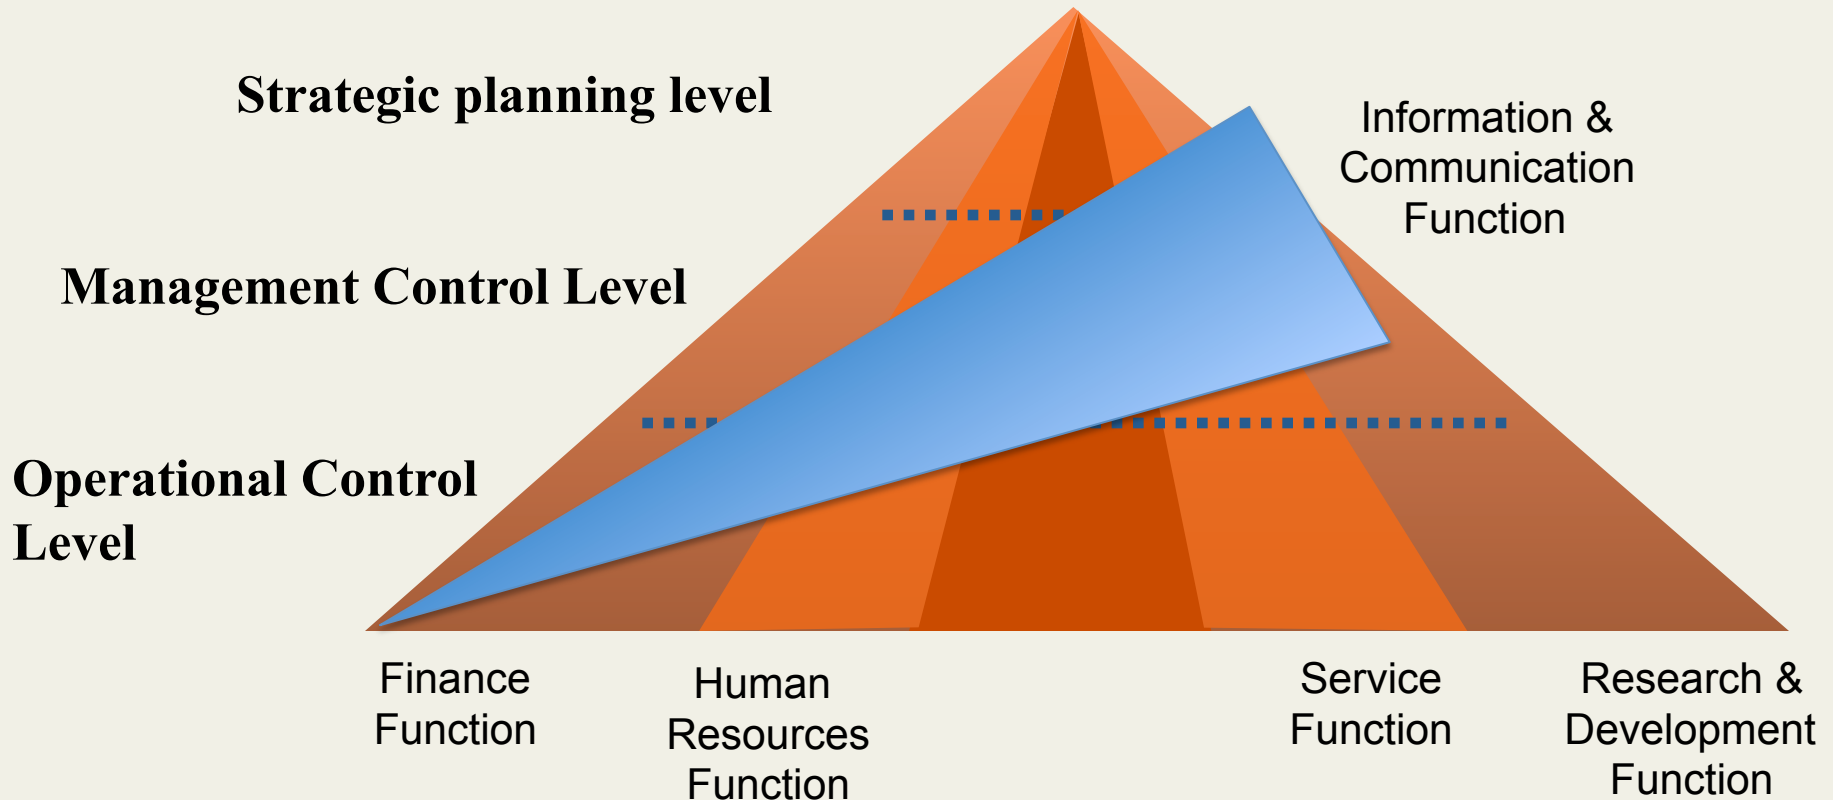 Strategic planning level
Information &
Communication
Function
Management Control Level
Operational Control
Level
Finance
Function
Human
Resources
Function
Service
Function
Research &
Development
Function